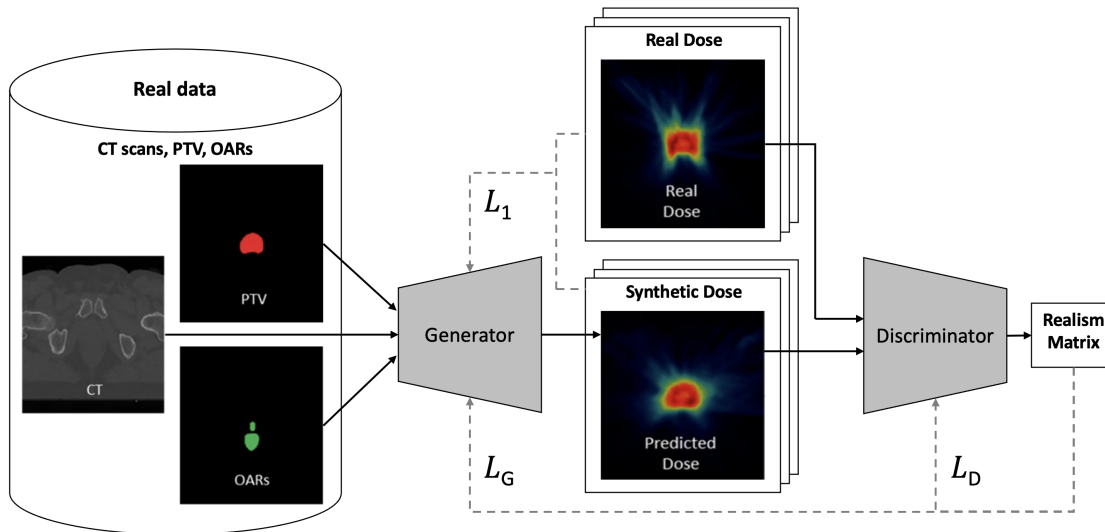 Real data
CT scans, PTV, OARs
PTV
CT
OARs
L1
Generator
LG
Real Dose
Real
Dose
Synthetic Dose
Predicted
Dose
Discriminator
LD
Realism
Matrix